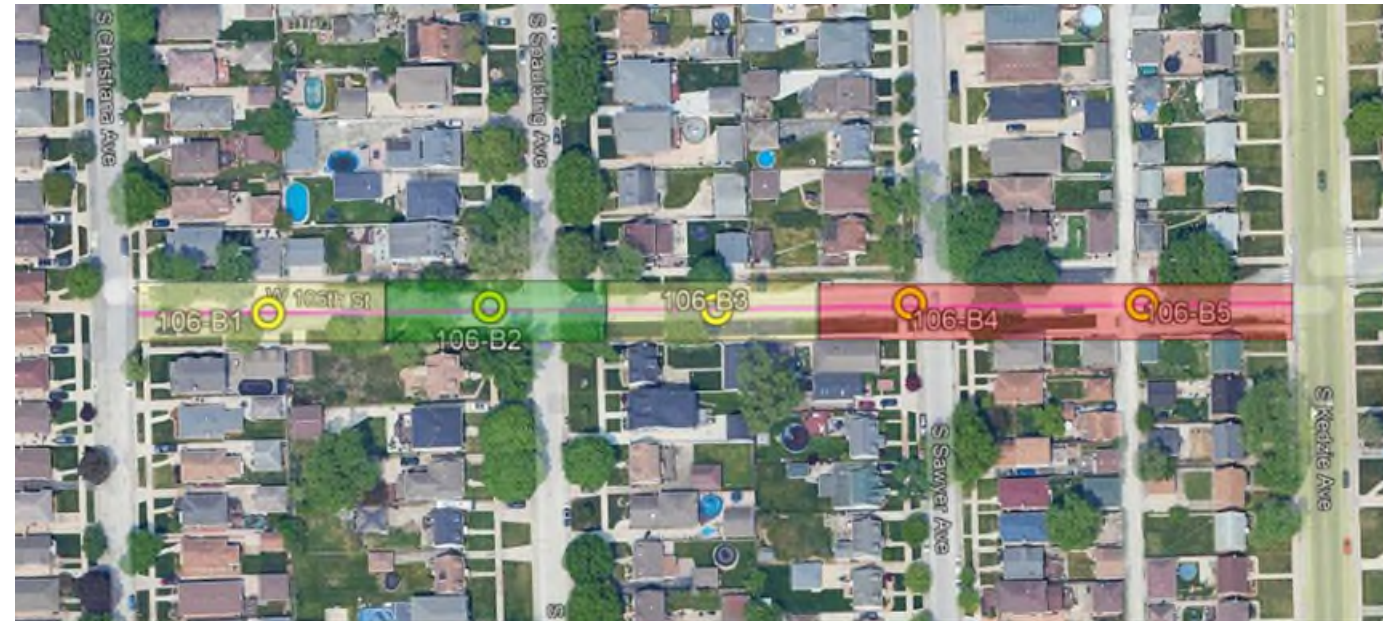 S Christiana Ave
S Spaulding Ave
W 106th St
106-B1
106-B2
106-B3
106-B4
106-B5
S Sawyer Ave
S Kedzie Ave
S